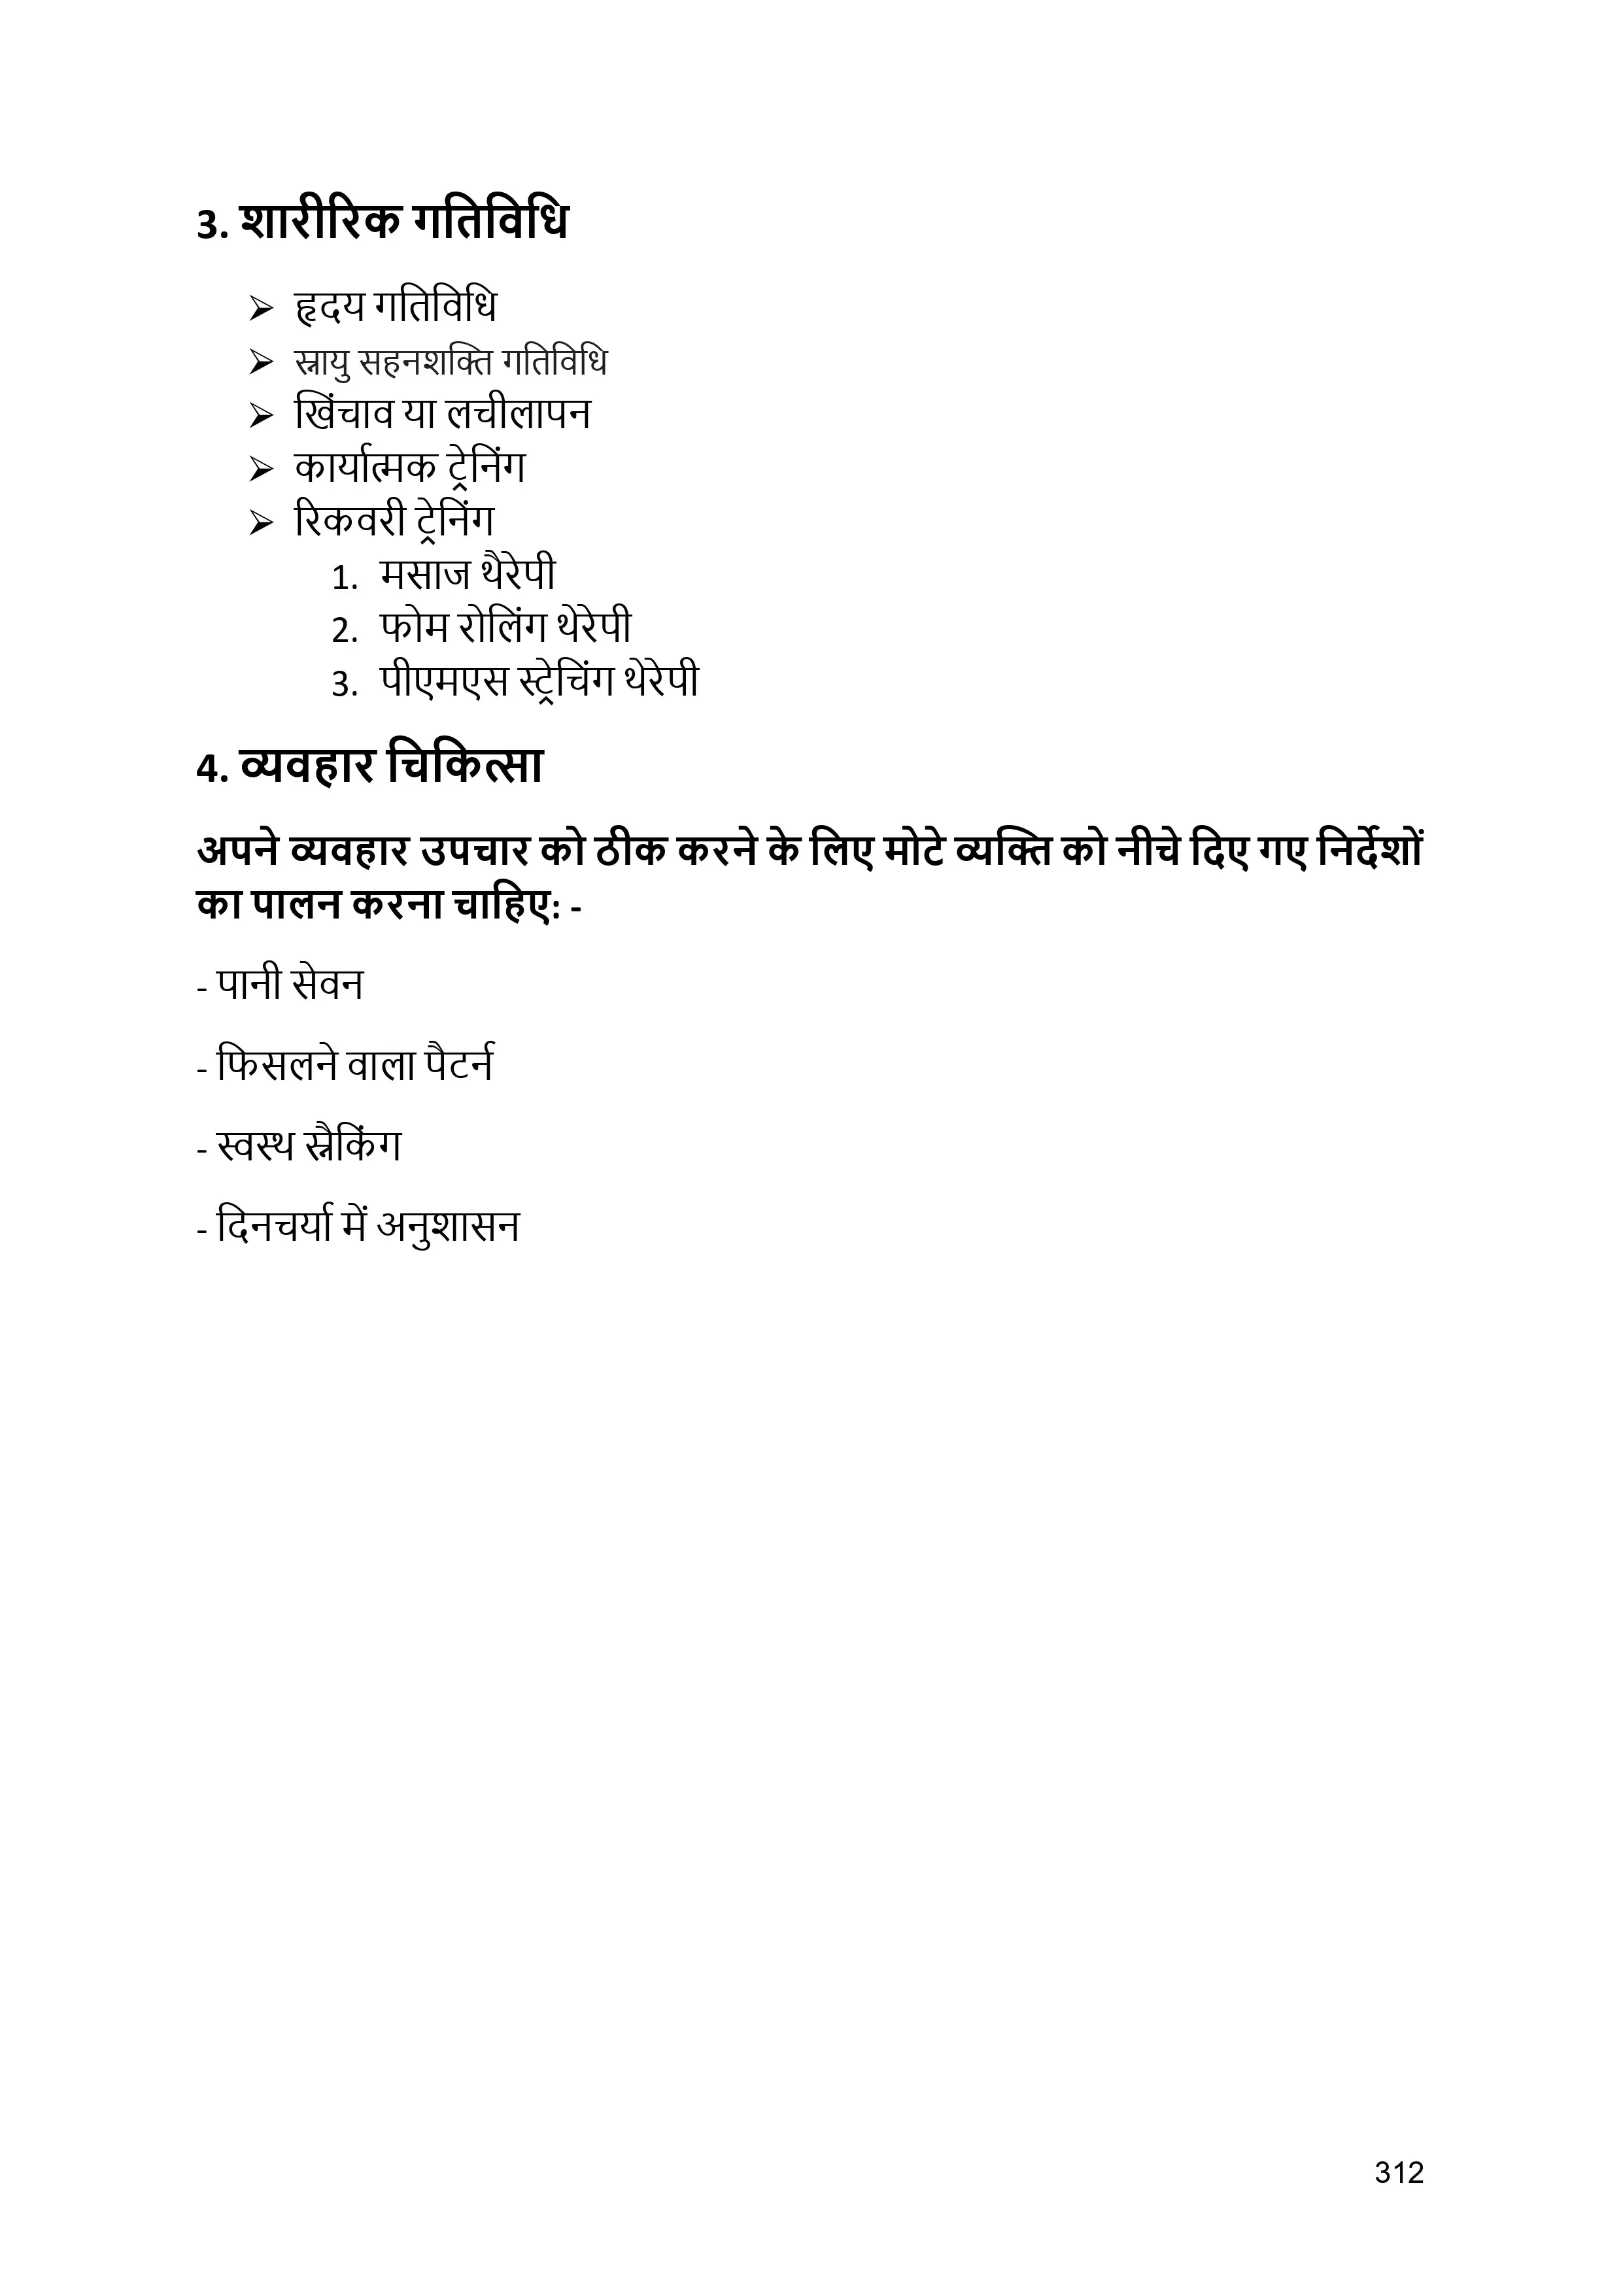 3. शारीरिक गतिविधि
➢ हृदय गतिविधि
➢ स्नायु सहनशक्ति गतिविधि
➢ खिंचाव या लचीलापन
➢ कार्यात्मक ट्रेनिंग
➢ रिकवरी ट्रेनिंग
1. मसाज थैरेपी
2. फोम रोलिंग थेरेपी
3. पीएमएस स्ट्रेचिंग थेरेपी
4. व्यवहार चिकित्सा
अपने व्यवहार उपचार को ठीक करने के लिए मोटे व्यक्ति को नीचे दिए गए निर्देशों
का पालन करना चाहिए: -
- पानी सेवन
- फिसलने वाला पैटर्न
- स्वस्थ स्नैकिंग
- दिनचर्या में अनुशासन
312